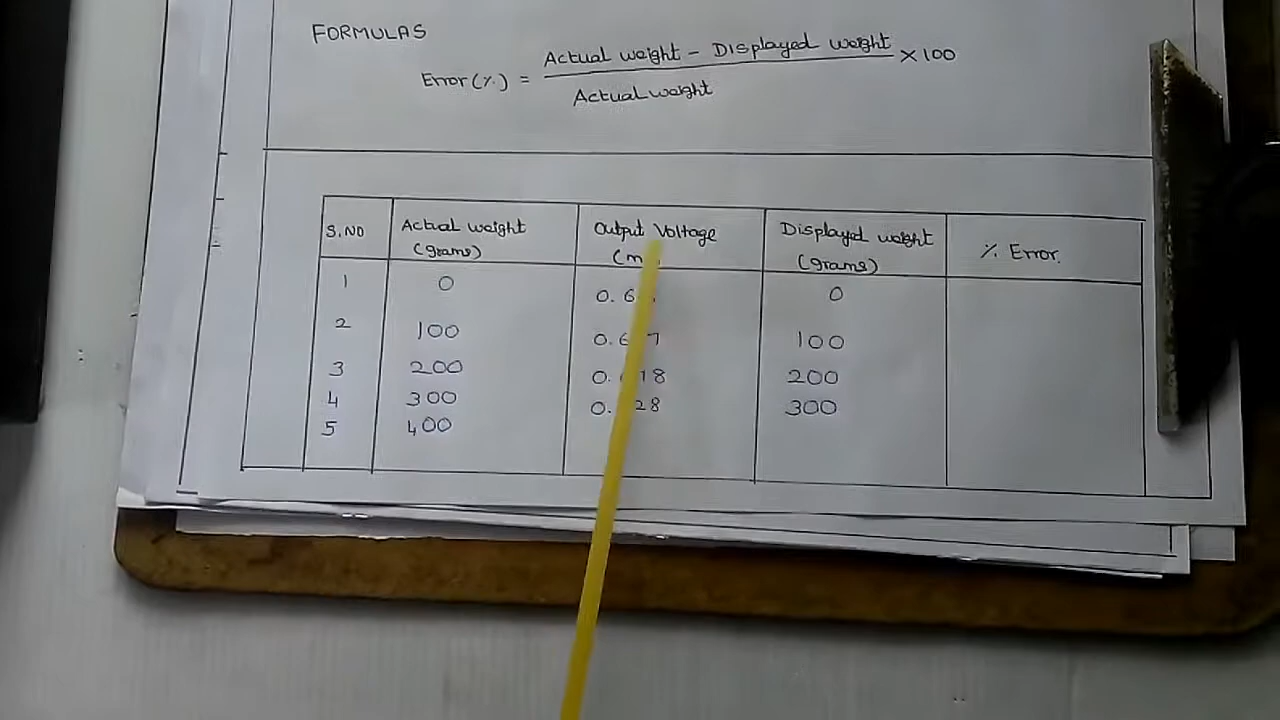 FORMULAS
Error (%) = Actual weight - Displayed weight × 100
Actual weight
S.NO Actual weight (grams) Output Voltage Displayed weight (grams) % Error.
1 0 0
2 100 100
3 200 200
4 300 300
5 400